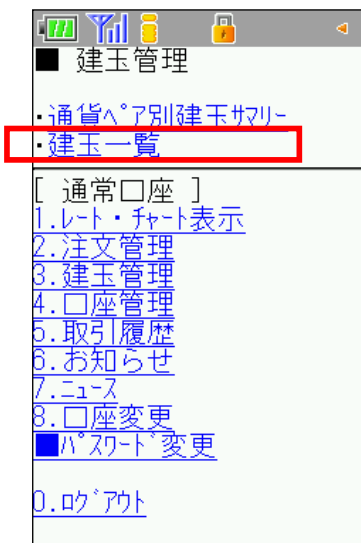 ■ 建玉管理
・通貨ﾍﾟｱ別建玉ｻﾏﾘｰ
・建玉一覧
[ 通常口座 ]
1.ﾚｰﾄ・ﾁｬｰﾄ表示
2.注文管理
3.建玉管理
4.口座管理
5.取引履歴
6.お知らせ
7.ﾆｭｰｽ
8.口座変更
■ﾊﾟｽﾜｰﾄﾞ変更
0.ﾛｸﾞｱｳﾄ